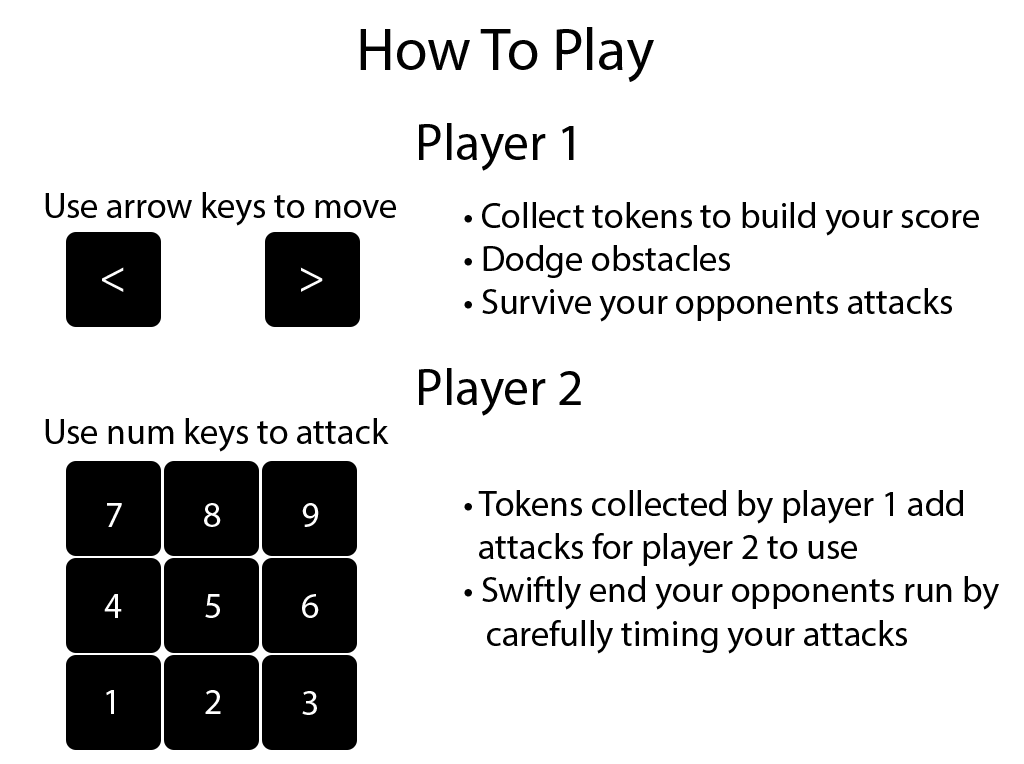 How To Play
Player 1
Use arrow keys to move
< >
• Collect tokens to build your score
• Dodge obstacles
• Survive your opponents attacks
Player 2
Use num keys to attack
7 8 9
4 5 6
1 2 3
• Tokens collected by player 1 add
attacks for player 2 to use
• Swiftly end your opponents run by
carefully timing your attacks